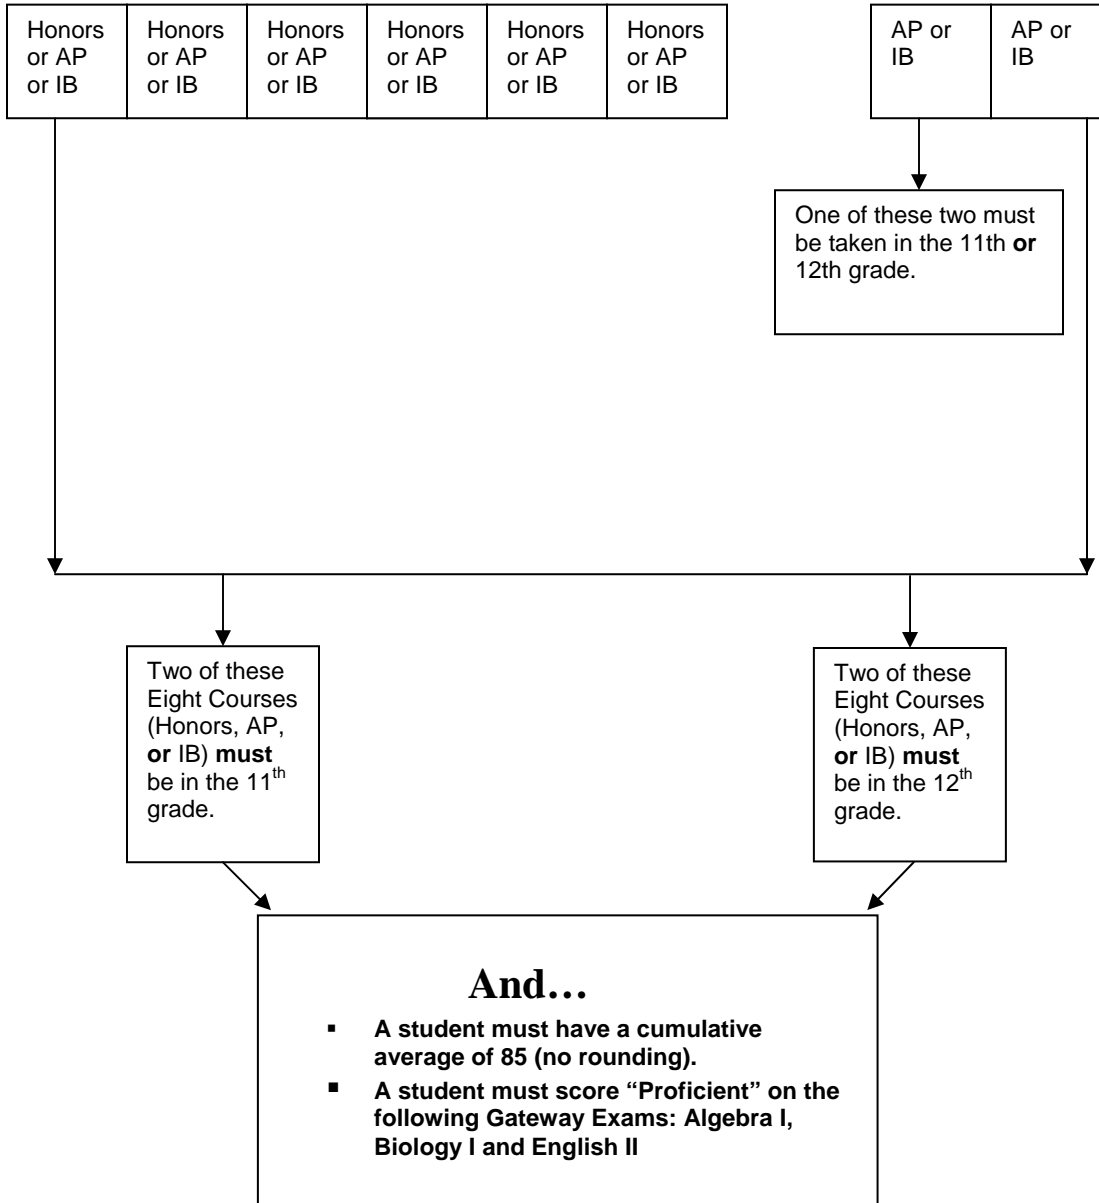 Honors
or AP
or IB
Honors
or AP
or IB
Honors
or AP
or IB
Honors
or AP
or IB
Honors
or AP
or IB
Honors
or AP
or IB
AP or
IB
AP or
IB
One of these two must
be taken in the 11th or
12th grade.
Two of these
Eight Courses
(Honors, AP,
or IB) must
be in the 11th
grade.
Two of these
Eight Courses
(Honors, AP,
or IB) must
be in the 12th
grade.
And…
▪ A student must have a cumulative
average of 85 (no rounding).
▪ A student must score “Proficient” on the
following Gateway Exams: Algebra I,
Biology I and English II